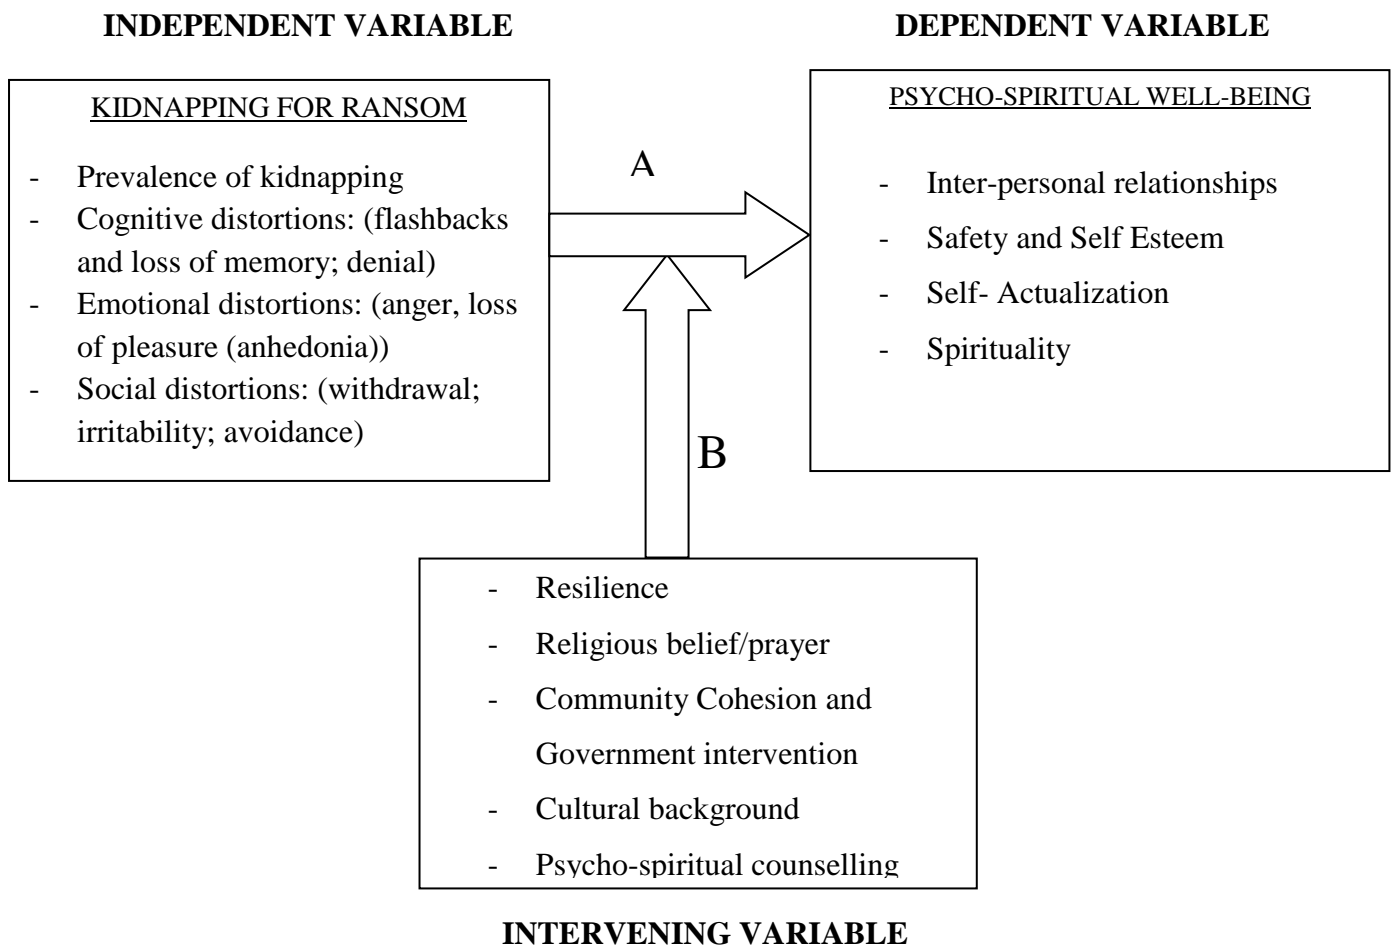 INDEPENDENT VARIABLE
DEPENDENT VARIABLE
KIDNAPPING FOR RANSOM
- Prevalence of kidnapping
- Cognitive distortions: (flashbacks
and loss of memory; denial)
- Emotional distortions: (anger, loss
of pleasure (anhedonia))
- Social distortions: (withdrawal;
irritability; avoidance)
A
PSYCHO-SPIRITUAL WELL-BEING
- Inter-personal relationships
- Safety and Self Esteem
- Self- Actualization
- Spirituality
B
- Resilience
- Religious belief/prayer
- Community Cohesion and
Government intervention
- Cultural background
- Psycho-spiritual counselling
INTERVENING VARIABLE